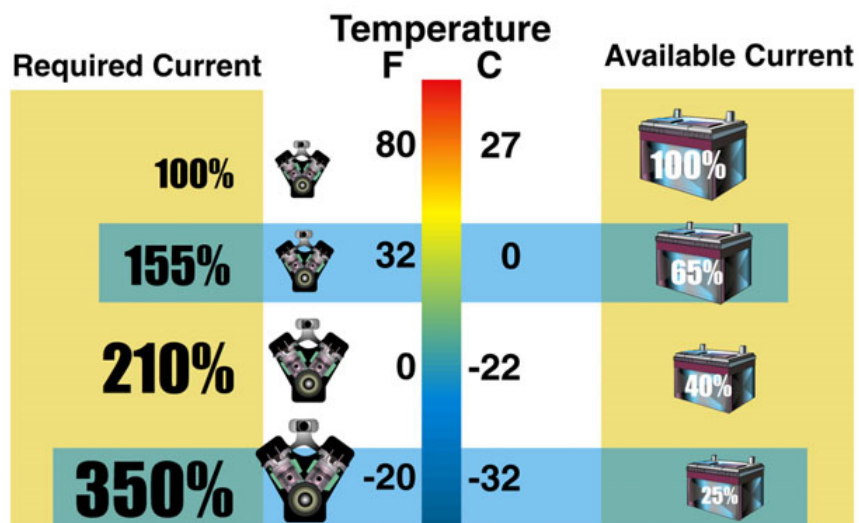 Temperature
Required Current F C Available Current
100% 80 27 100%
155% 32 0 65%
210% 0 -22 40%
350% -20 -32 25%